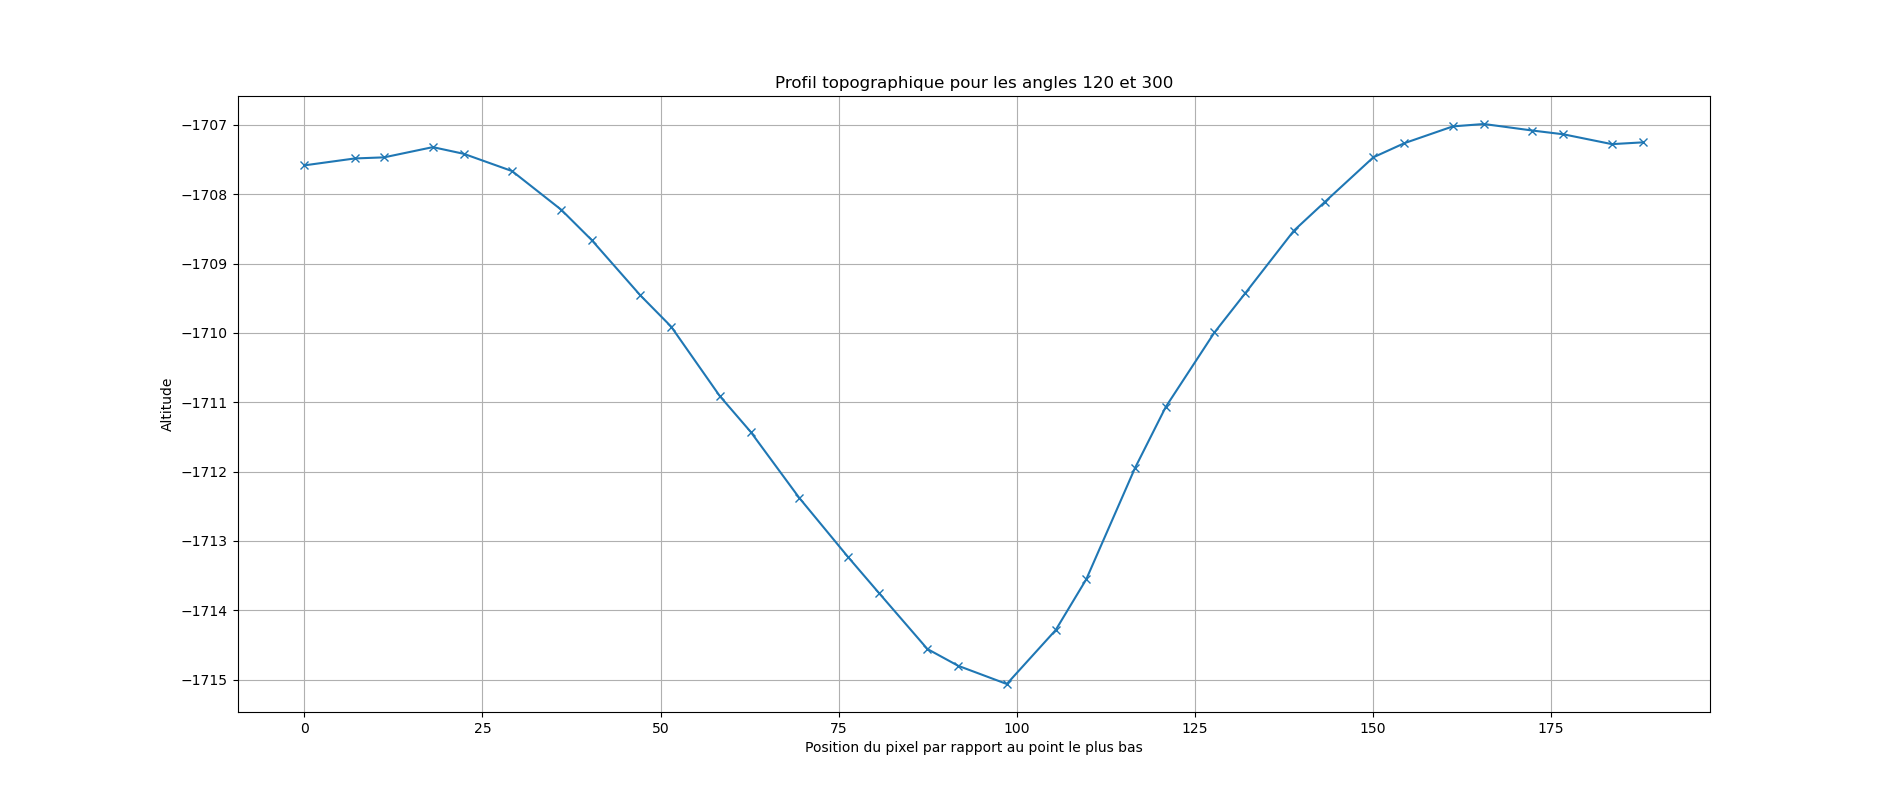 Profil topographique pour les angles 120 et 300
−1707
−1708
−1709
−1710
−1711
−1712
−1713
−1714
−1715
Altitude
0 25 50 75 100 125 150 175
Position du pixel par rapport au point le plus bas